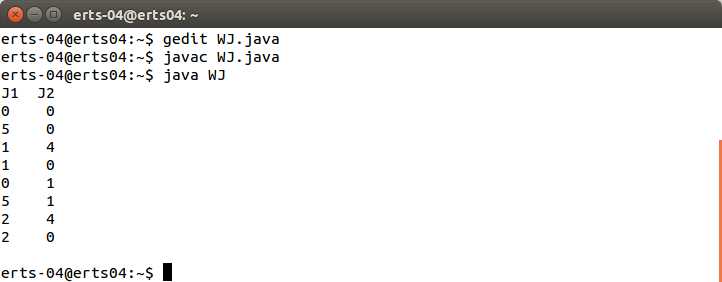 erts-04@erts04: ~
erts-04@erts04:~$ gedit WJ.java
erts-04@erts04:~$ javac WJ.java
erts-04@erts04:~$ java WJ
J1  J2
0    0
5    0
1    4
1    0
0    1
5    1
2    4
2    0
erts-04@erts04:~$